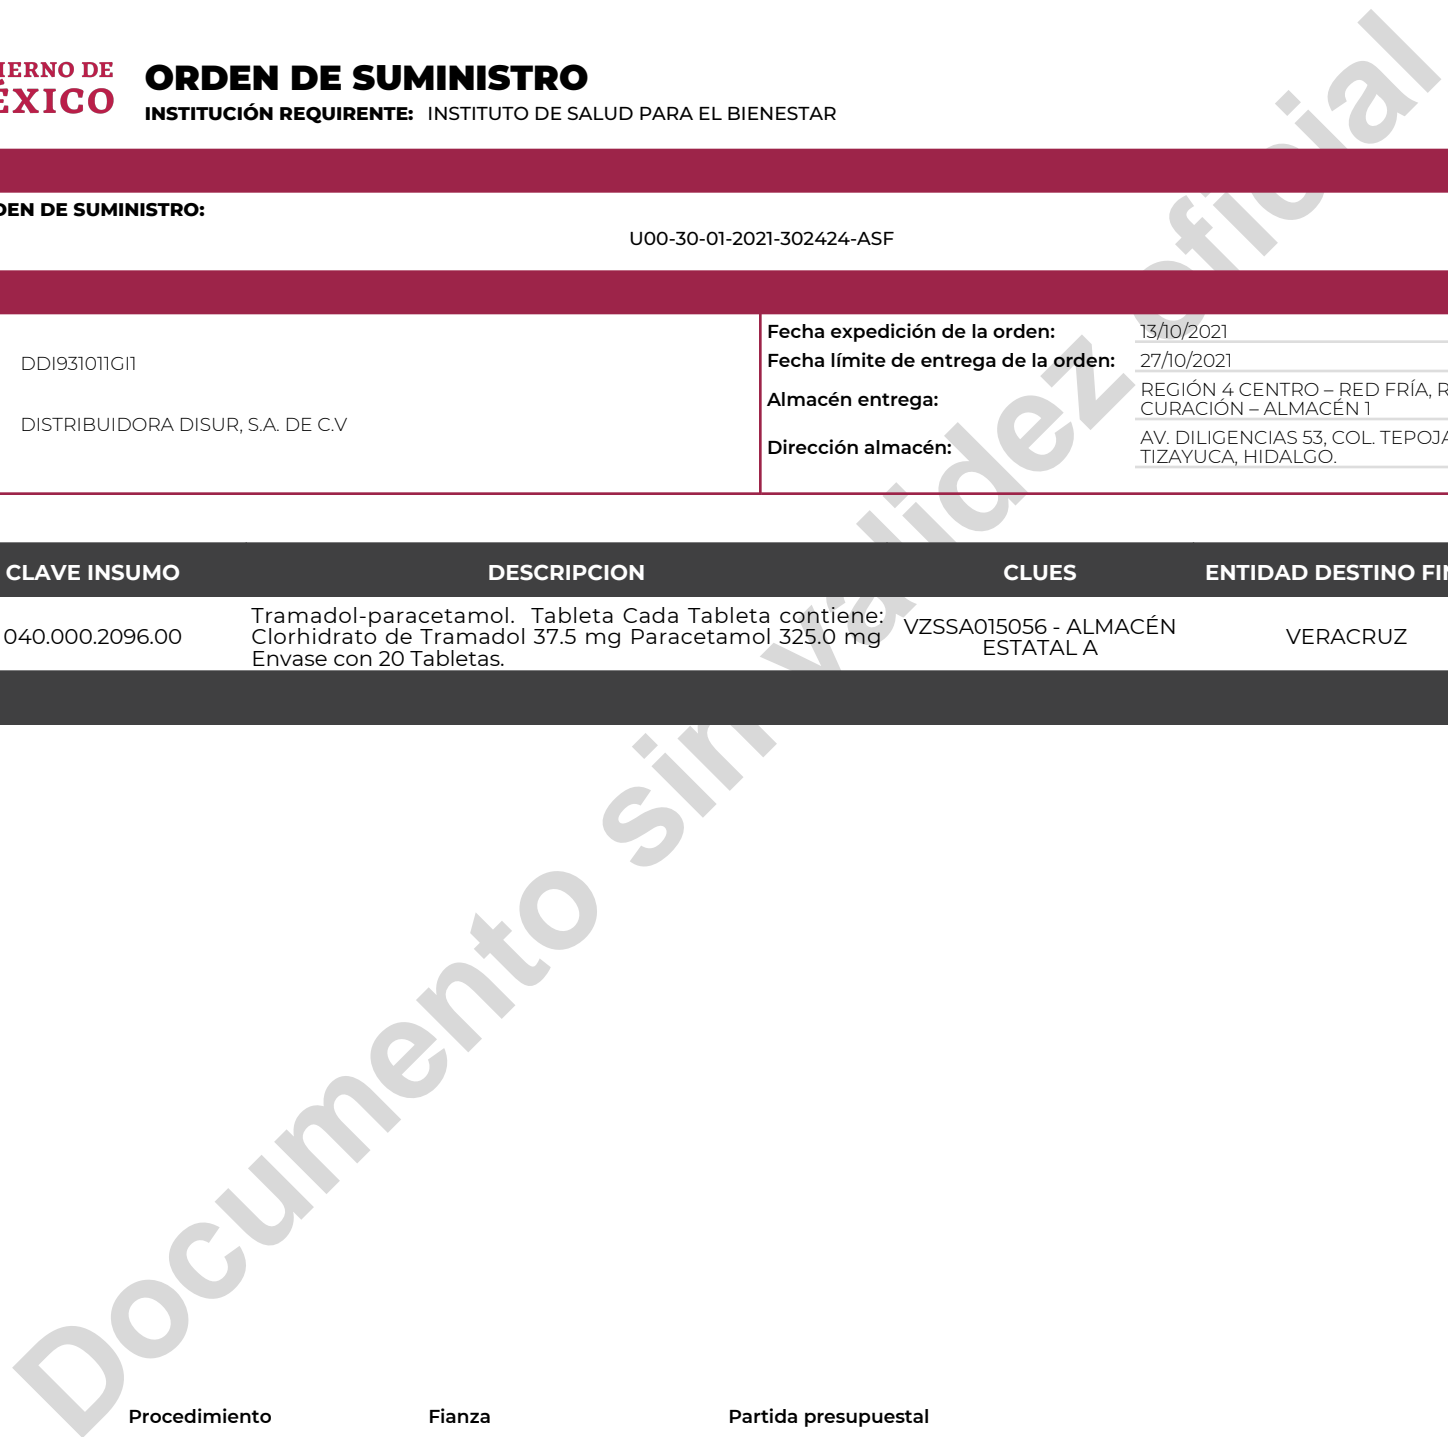 IERNO DE
ÉXICO
ORDEN DE SUMINISTRO
INSTITUCIÓN REQUIRENTE: INSTITUTO DE SALUD PARA EL BIENESTAR
DEN DE SUMINISTRO:
U00-30-01-2021-302424-ASF
DDI931011GI1
DISTRIBUIDORA DISUR, S.A. DE C.V
Fecha expedición de la orden: 13/10/2021
Fecha límite de entrega de la orden: 27/10/2021
Almacén entrega: REGIÓN 4 CENTRO – RED FRÍA, R
CURACIÓN – ALMACÉN 1
Dirección almacén: AV. DILIGENCIAS 53, COL. TEPOJA
TIZAYUCA, HIDALGO.
CLAVE INSUMO DESCRIPCION CLUES ENTIDAD DESTINO FIN
040.000.2096.00
Tramadol-paracetamol. Tableta Cada Tableta contiene:
Clorhidrato de Tramadol 37.5 mg Paracetamol 325.0 mg
Envase con 20 Tabletas.
VZSSA015056 - ALMACÉN
ESTATAL A
VERACRUZ
Documento sin validez oficial
Procedimiento Fianza Partida presupuestal